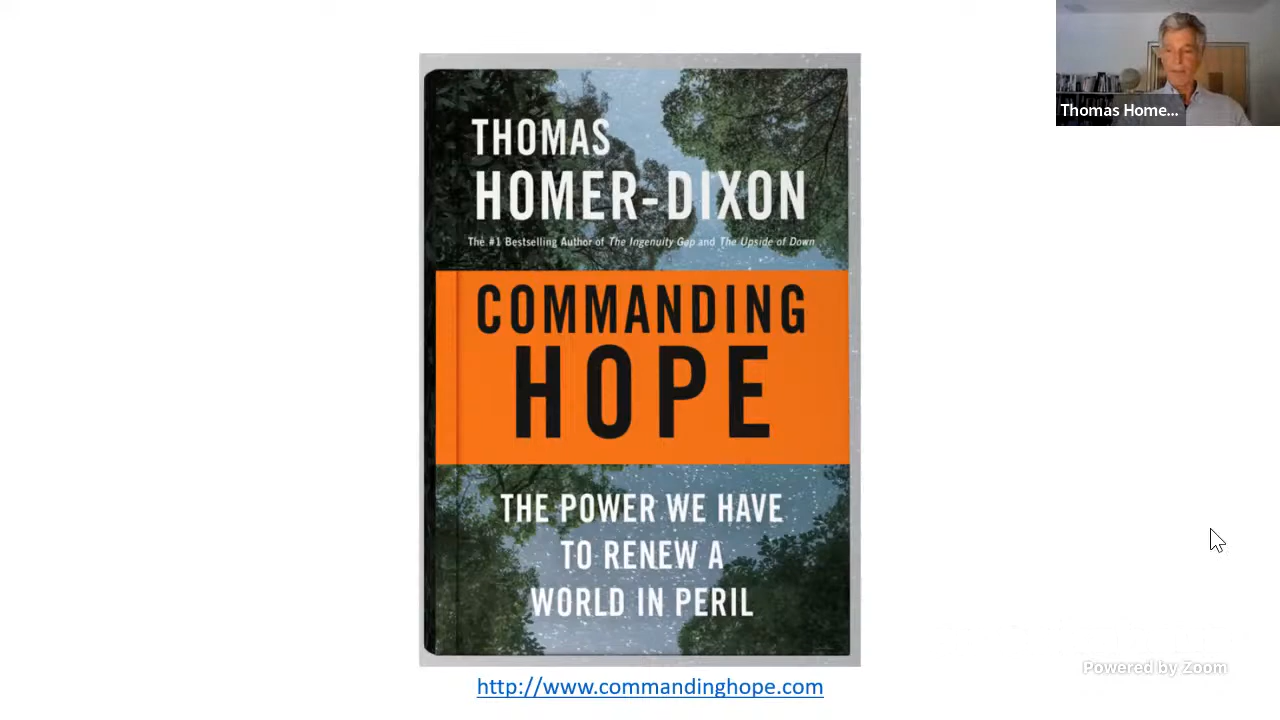 Thomas Home...
THOMAS
HOMER-DIXON
The #1 Bestselling Author of The Ingenuity Gap and The Upside of Down
COMMANDING
HOPE
THE POWER WE HAVE
TO RENEW A
WORLD IN PERIL
http://www.commandinghope.com
Powered by Zoom